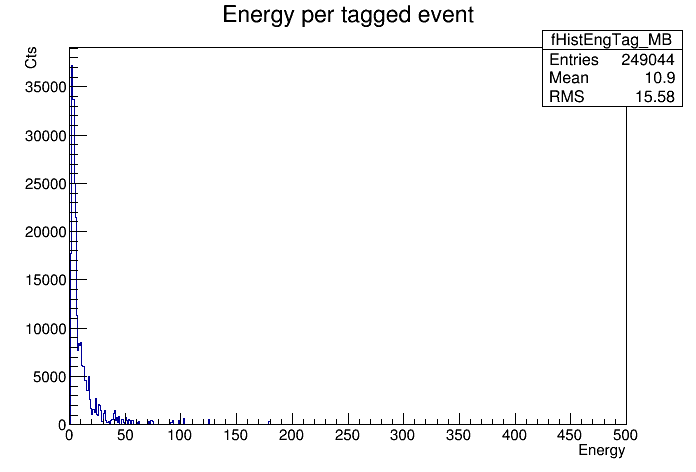 Energy per tagged event
fHistEngTag_MB
Entries 249044
Mean 10.9
RMS 15.58
Cts
35000
30000
25000
20000
15000
10000
5000
0
0 50 100 150 200 250 300 350 400 450 500
Energy